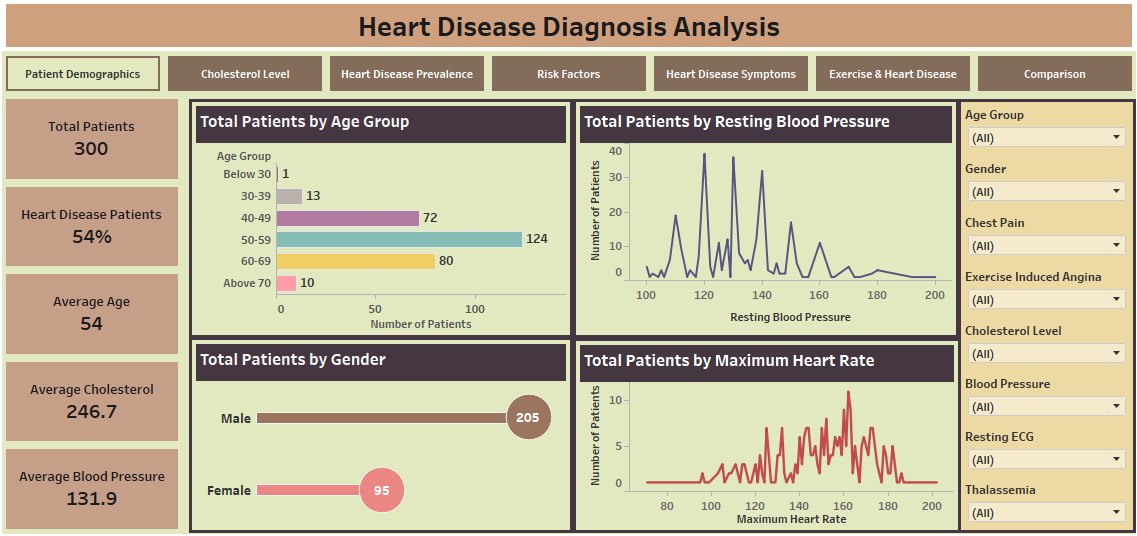 Heart Disease Diagnosis Analysis
Patient Demographics
Cholesterol Level
Heart Disease Prevalence
Risk Factors
Heart Disease Symptoms
Exercise & Heart Disease
Comparison
Total Patients
300
Heart Disease Patients
54%
Average Age
54
Average Cholesterol
246.7
Average Blood Pressure
131.9
Total Patients by Age Group
Age Group
Below 30 1
30-39 13
40-49 72
50-59 124
60-69 80
Above 70 10
0 50 100
Number of Patients
Total Patients by Resting Blood Pressure
Number of Patients
40
30
20
10
0
100 120 140 160 180 200
Resting Blood Pressure
Total Patients by Gender
Male 205
Female 95
Total Patients by Maximum Heart Rate
Number of Patients
10
5
0
80 100 120 140 160 180 200
Maximum Heart Rate
Age Group
(All)
Gender
(All)
Chest Pain
(All)
Exercise Induced Angina
(All)
Cholesterol Level
(All)
Blood Pressure
(All)
Resting ECG
(All)
Thalassemia
(All)